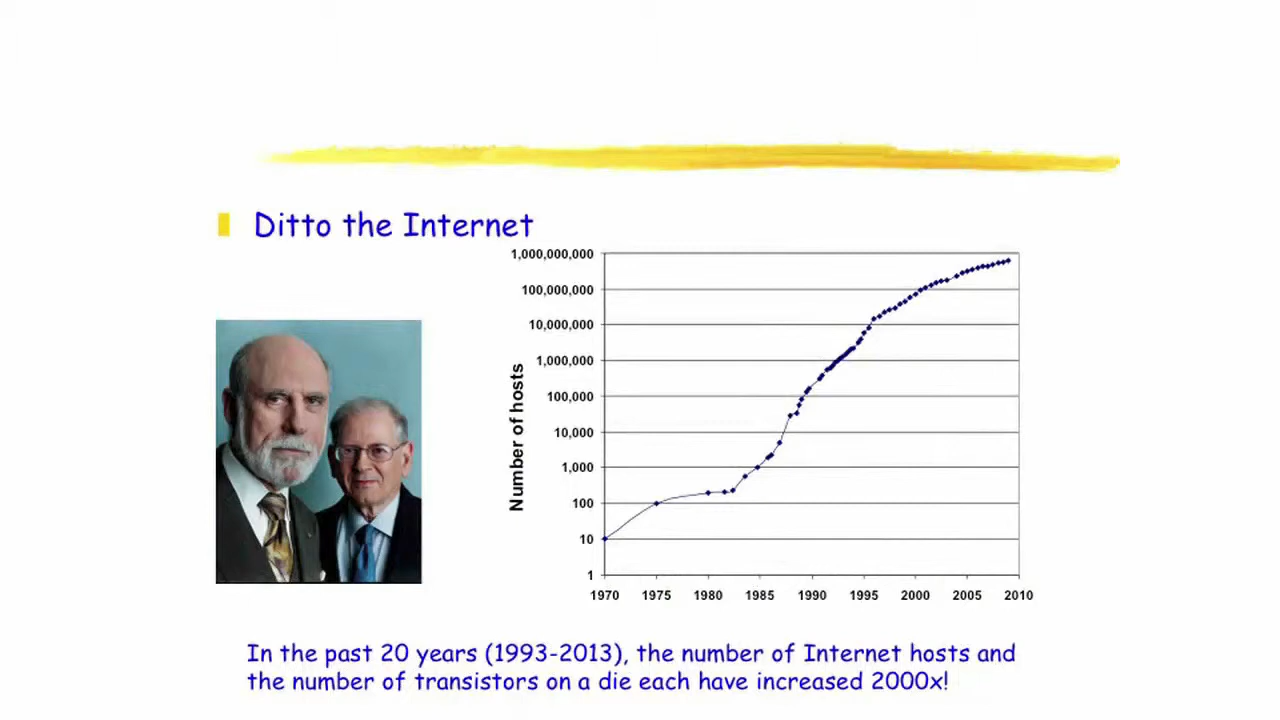 Ditto the Internet
1,000,000,000
100,000,000
10,000,000
1,000,000
100,000
10,000
1,000
100
10
1
Number of hosts
1970 1975 1980 1985 1990 1995 2000 2005 2010
In the past 20 years (1993-2013), the number of Internet hosts and
the number of transistors on a die each have increased 2000x!